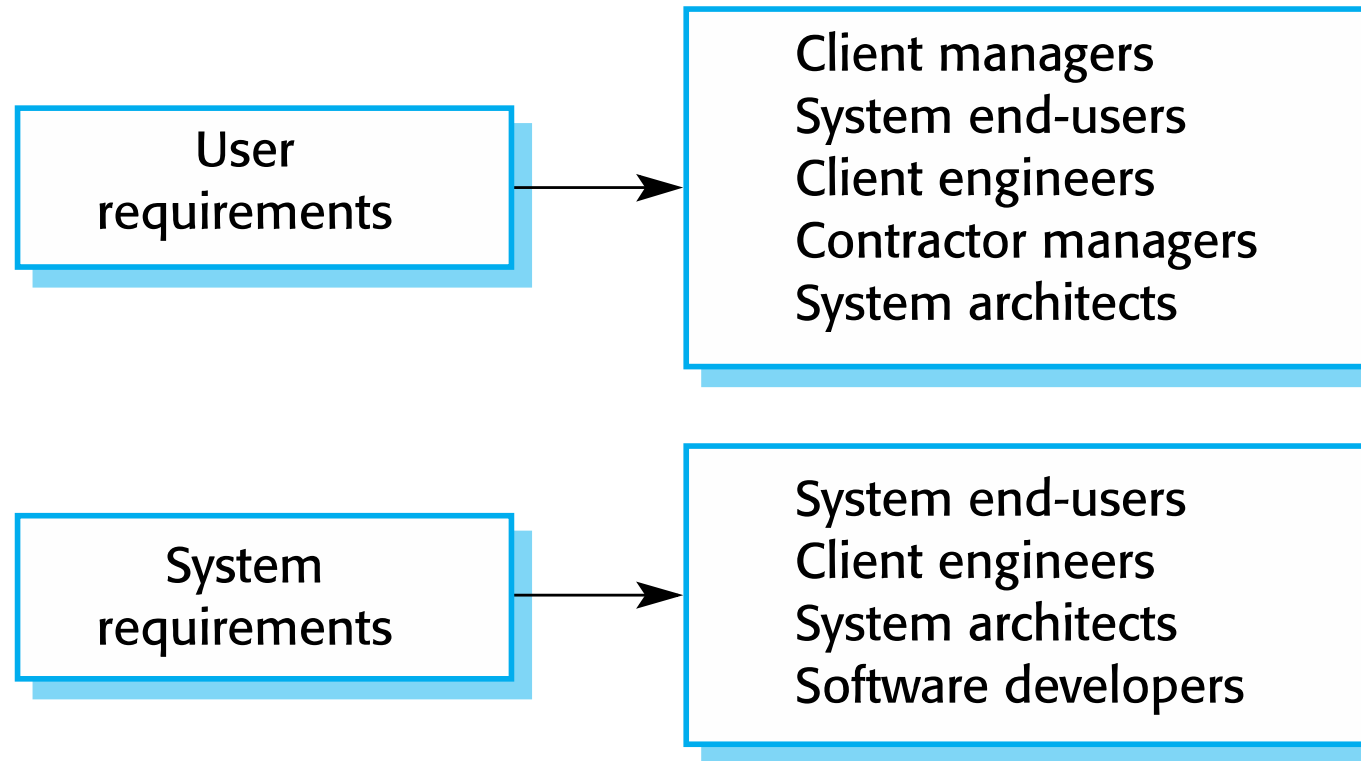 User
requirements
Client managers
System end-users
Client engineers
Contractor managers
System architects
System
requirements
System end-users
Client engineers
System architects
Software developers